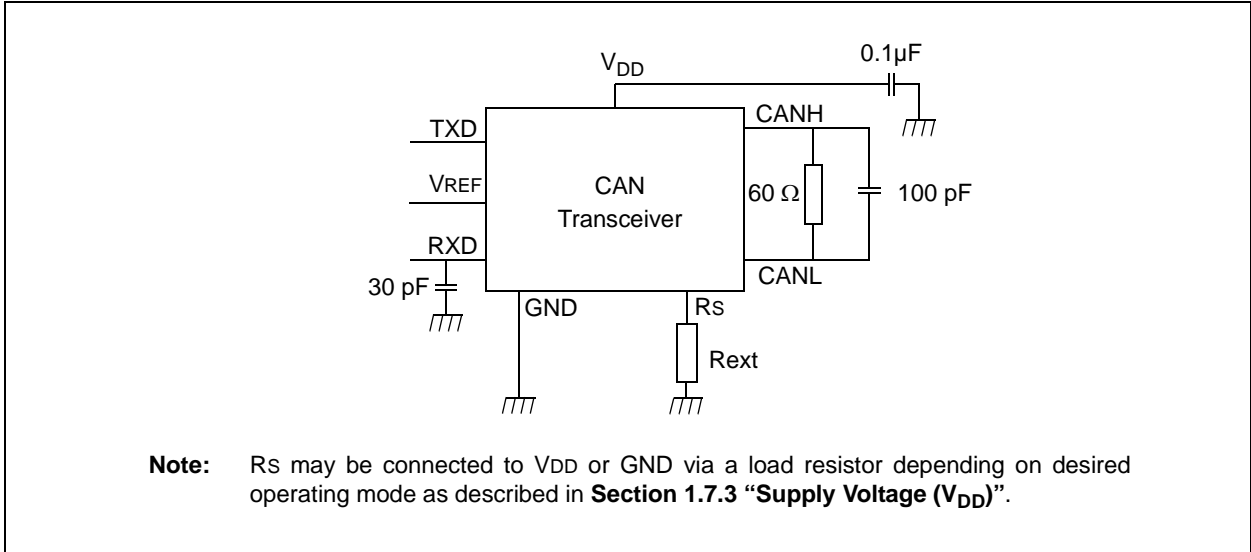 0.1µF
VDD
CANH
TXD
VREF
CAN
Transceiver
60 Ω
100 pF
RXD
CANL
30 pF
GND
RS
Rext
Note: RS may be connected to VDD or GND via a load resistor depending on desired
operating mode as described in Section 1.7.3 “Supply Voltage (VDD)”.